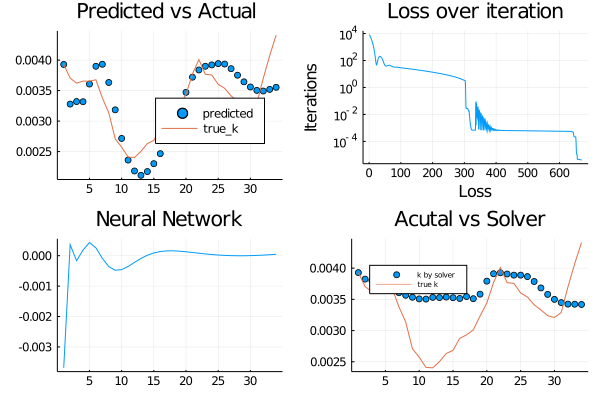 Predicted vs Actual
0.0040
0.0035
0.0030
0.0025
5 10 15 20 25 30
predicted
true_k
Loss over iteration
Iterations
10^4
10^2
10^0
10^-2
10^-4
0 100 200 300 400 500 600
Loss
Neural Network
0.000
-0.001
-0.002
-0.003
5 10 15 20 25 30
Acutal vs Solver
0.0040
0.0035
0.0030
0.0025
5 10 15 20 25 30
k by solver
true k